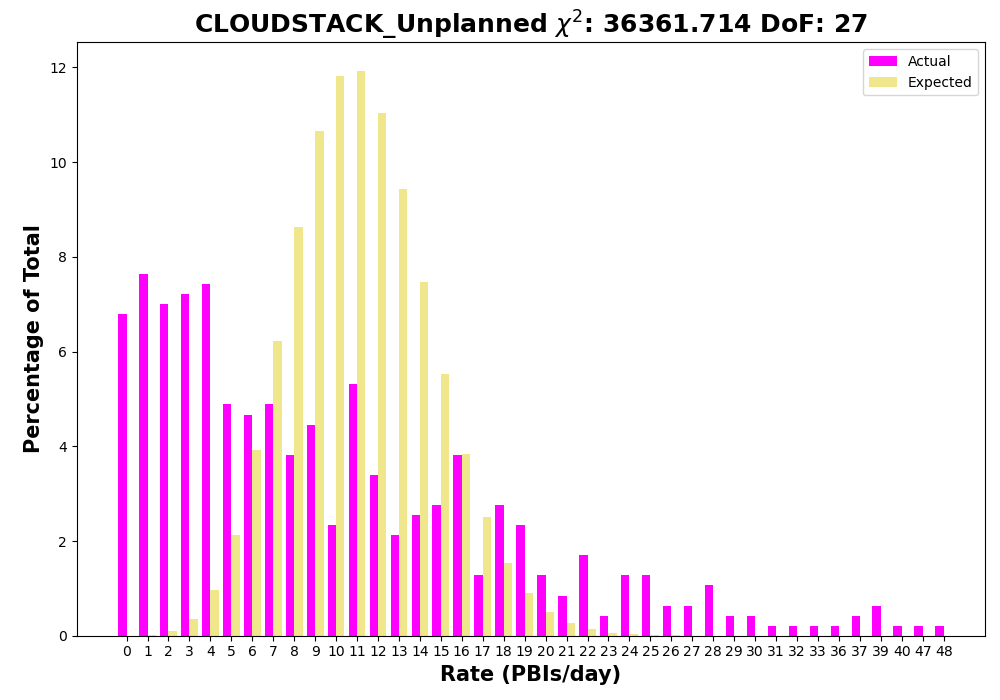 CLOUDSTACK_Unplanned χ²: 36361.714 DoF: 27
Actual
Expected
Percentage of Total
12
10
8
6
4
2
0
0 1 2 3 4 5 6 7 8 9 10 11 12 13 14 15 16 17 18 19 20 21 22 23 24 25 26 27 28 29 30 31 32 33 36 37 39 40 47 48
Rate (PBIs/day)